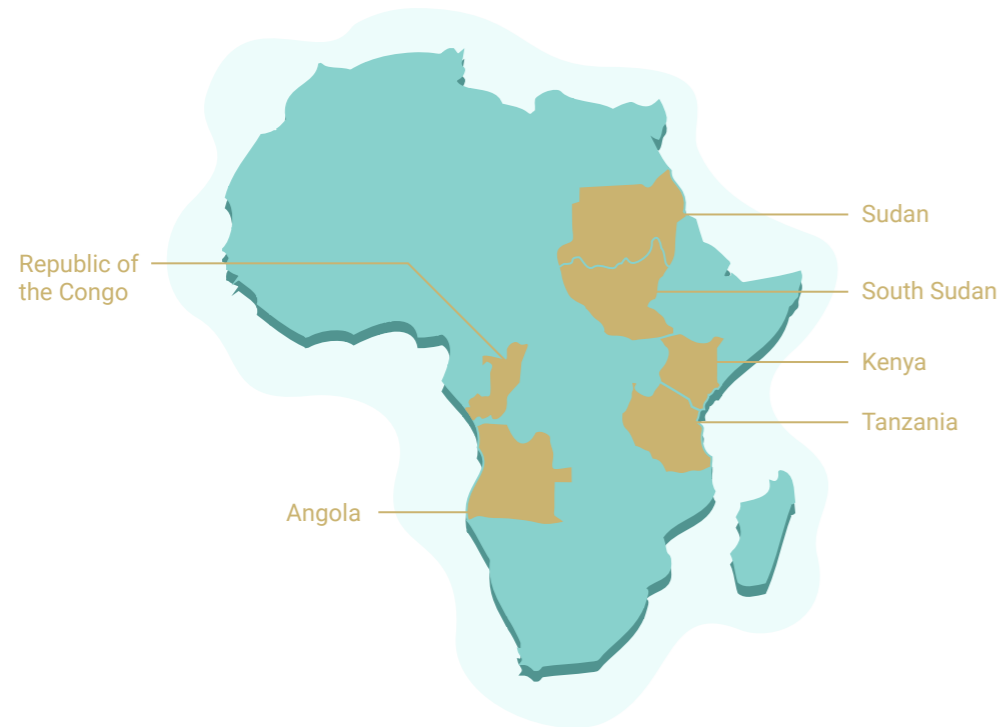 Sudan
Republic of
the Congo
South Sudan
Kenya
Tanzania
Angola